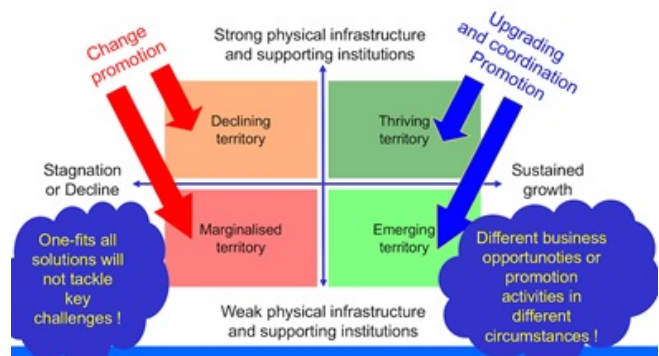 Change
promotion
Strong physical infrastructure
and supporting institutions
Upgrading
and coordination
Promotion
Declining
territory
Thriving
territory
Stagnation
or Decline
Sustained
growth
Marginalised
territory
Emerging
territory
One-fits all
solutions will
not tackle
key
challenges !
Different business
opportunoties or
promotion
activities in
different
circumstances !
Weak physical infrastructure
and supporting institutions